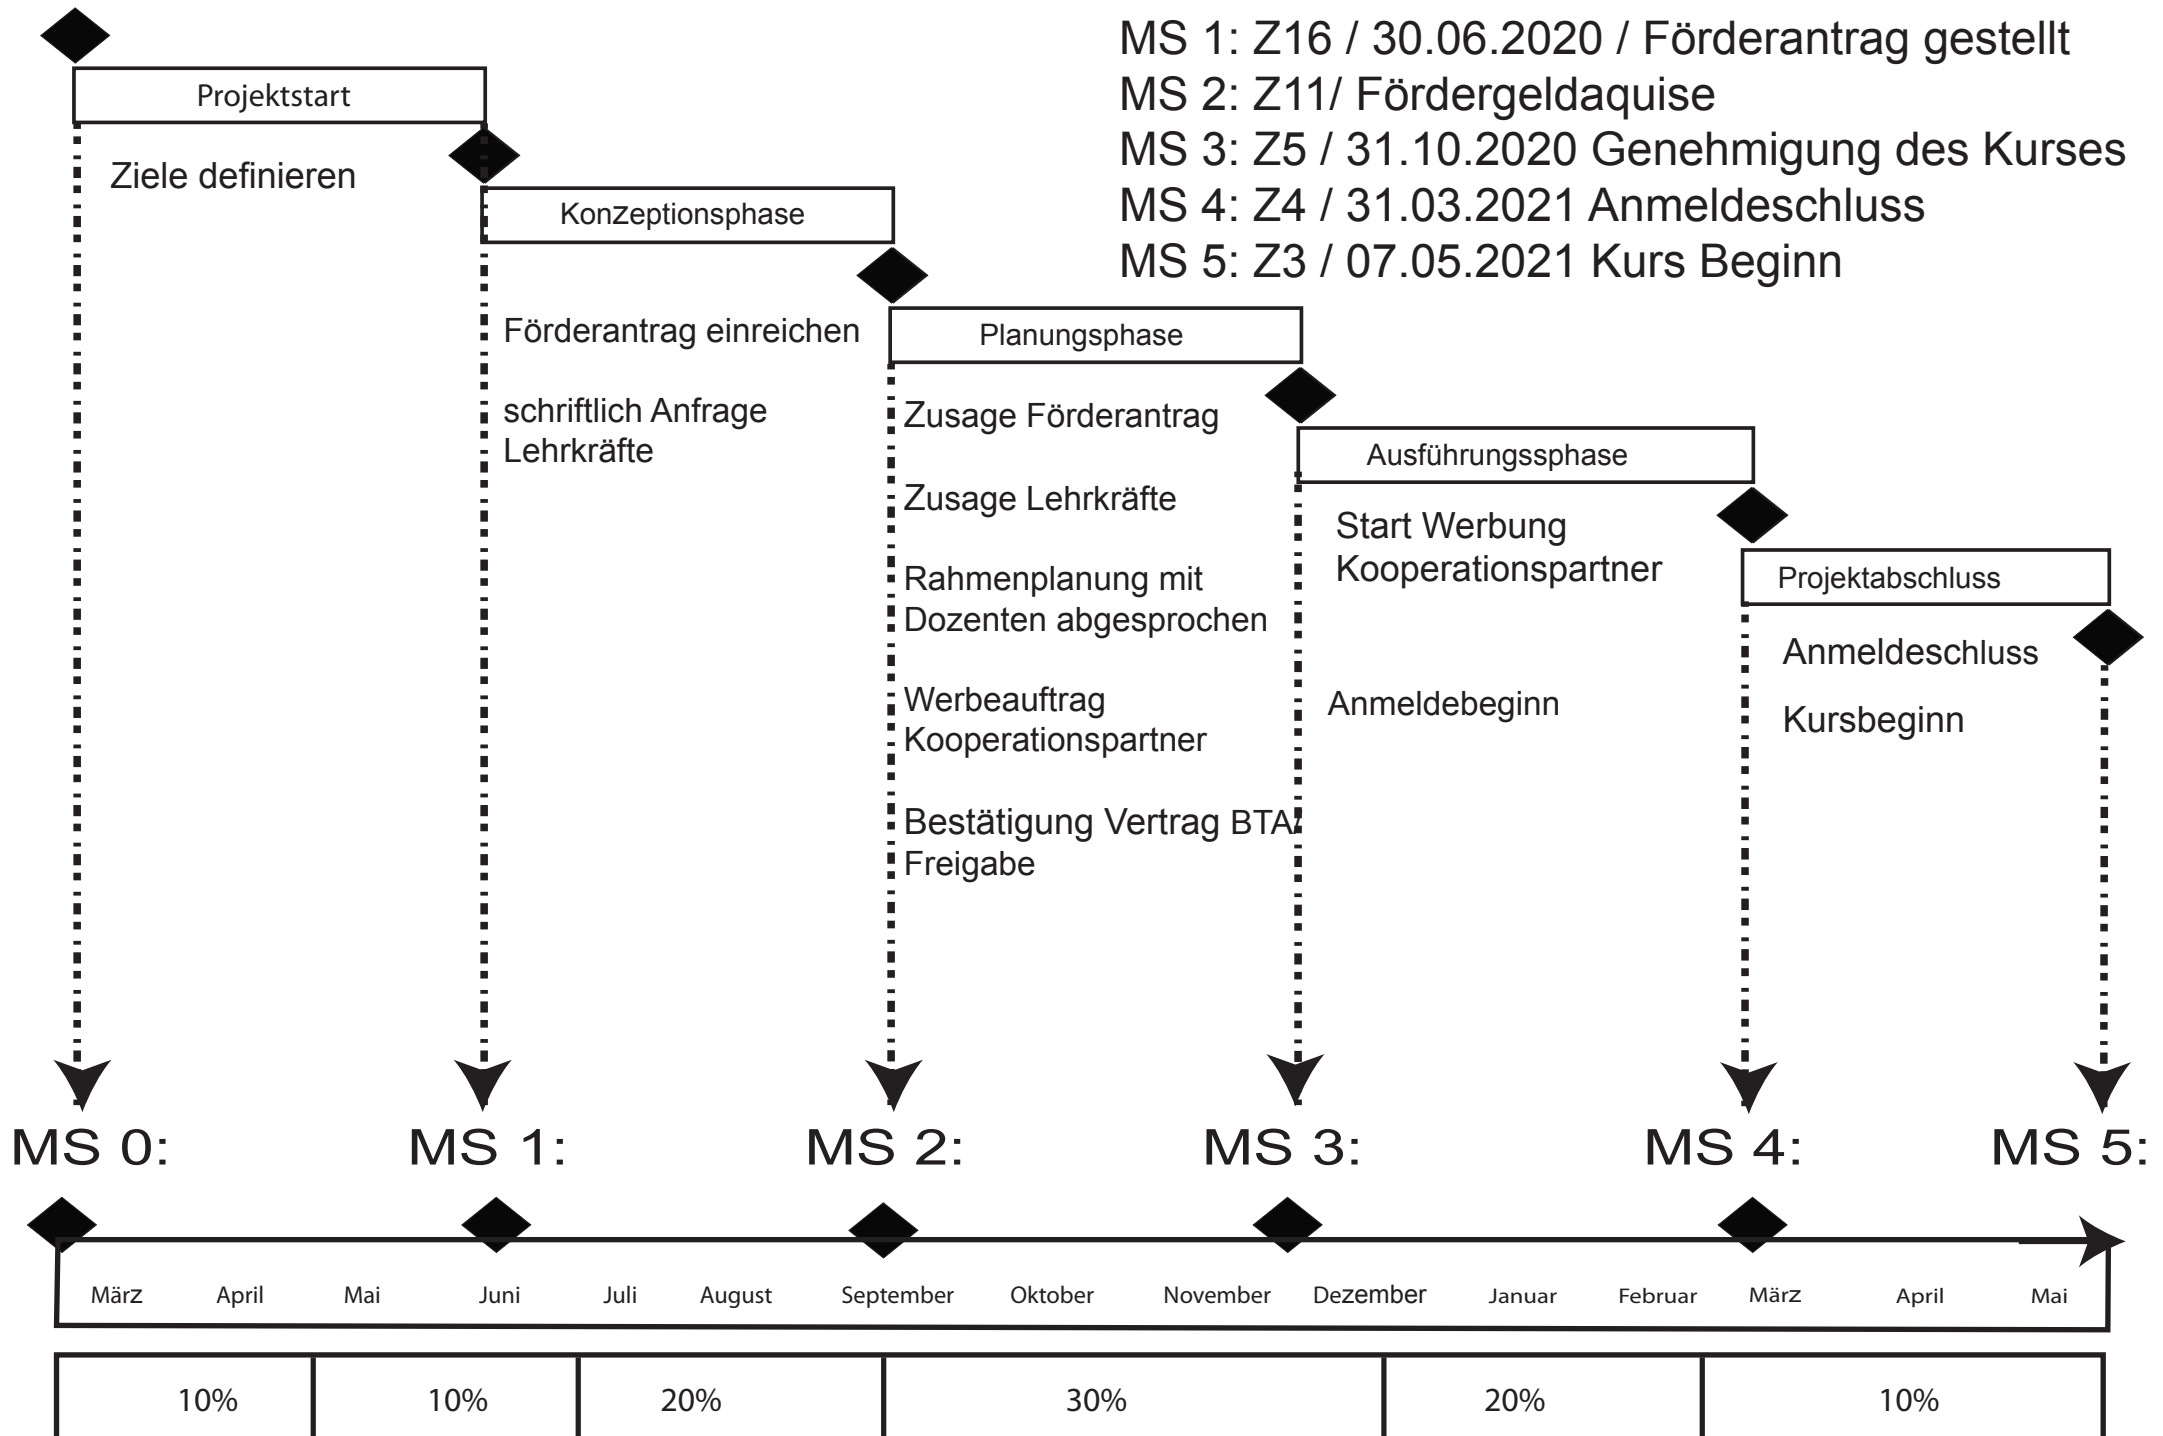 MS 1: Z16 / 30.06.2020 / Förderantrag gestellt
MS 2: Z11/ Fördergeldaquise
MS 3: Z5 / 31.10.2020 Genehmigung des Kurses
MS 4: Z4 / 31.03.2021 Anmeldeschluss
MS 5: Z3 / 07.05.2021 Kurs Beginn
Projektstart
Ziele definieren
Konzeptionsphase
Förderantrag einreichen
schriftlich Anfrage
Lehrkräfte
Planungsphase
Zusage Förderantrag
Zusage Lehrkräfte
Rahmenplanung mit
Dozenten abgesprochen
Werbeauftrag
Kooperationspartner
Bestätigung Vertrag BTA/
Freigabe
Ausführungssphase
Start Werbung
Kooperationspartner
Anmeldebeginn
Projektabschluss
Anmeldeschluss
Kursbeginn
MS 0: MS 1: MS 2: MS 3: MS 4: MS 5:
März April Mai Juni Juli August September Oktober November Dezember Januar Februar März April Mai
10% 10% 20% 30% 20% 10%